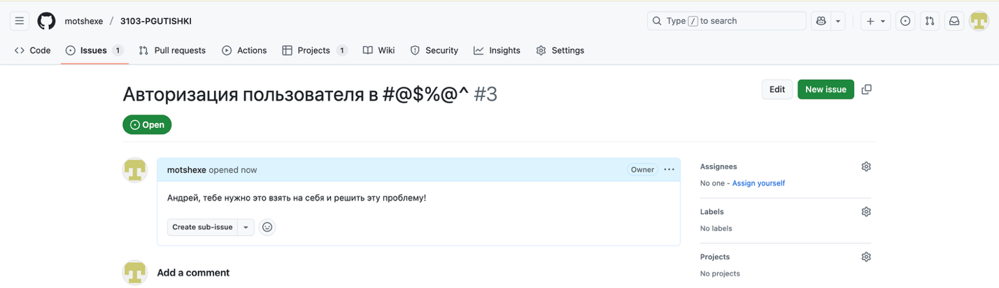 motshexe / 3103-PGUTISHKI
Type / to search
Code
Issues 1
Pull requests
Actions
Projects 1
Wiki
Security
Insights
Settings
Авторизация пользователя в #@$%@^ #3
Edit
New issue
Open
motshexe opened now
Owner
Андрей, тебе нужно это взять на себя и решить эту проблему!
Create sub-issue
Assignees
No one - Assign yourself
Labels
No labels
Projects
No projects
Add a comment